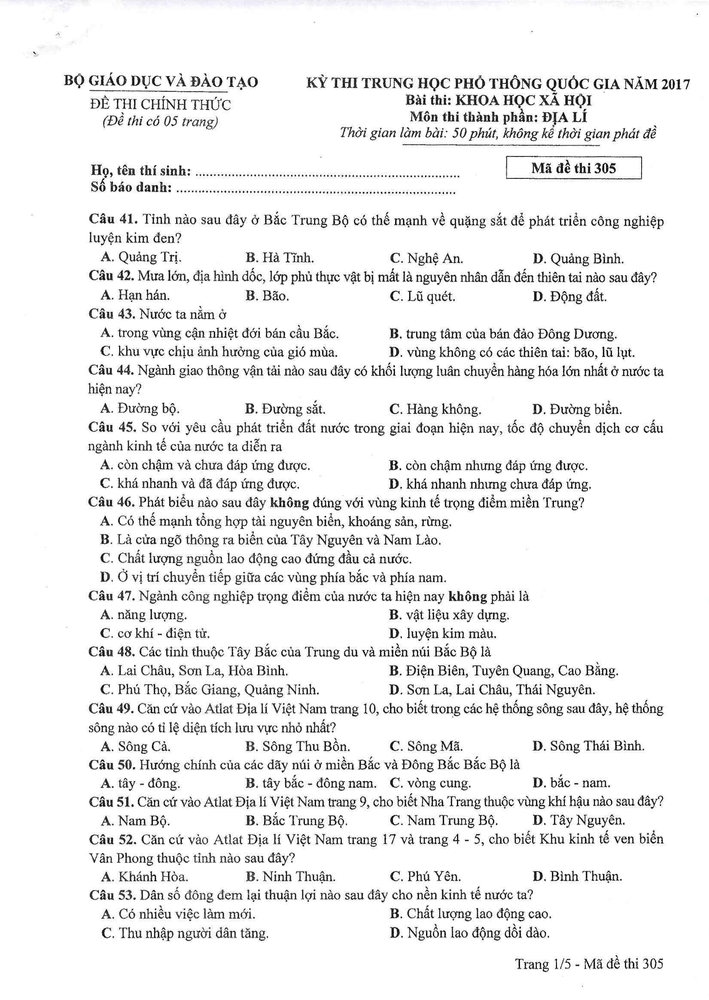 BỘ GIÁO DỤC VÀ ĐÀO TẠO
ĐỀ THI CHÍNH THỨC
(Đề thi có 05 trang)
KỲ THI TRUNG HỌC PHỔ THÔNG QUỐC GIA NĂM 2017
Bài thi: KHOA HỌC XÃ HỘI
Môn thi thành phần: ĐỊA LÍ
Thời gian làm bài: 50 phút, không kể thời gian phát đề
Họ, tên thí sinh: ......................................................................
Số báo danh: ..........................................................................
Mã đề thi 305
Câu 41. Tỉnh nào sau đây ở Bắc Trung Bộ có thế mạnh về quặng sắt để phát triển công nghiệp
luyện kim đen?
A. Quảng Trị. B. Hà Tĩnh. C. Nghệ An. D. Quảng Bình.
Câu 42. Mưa lớn, địa hình dốc, lớp phủ thực vật bị mất là nguyên nhân dẫn đến thiên tai nào sau đây?
A. Hạn hán. B. Bão. C. Lũ quét. D. Động đất.
Câu 43. Nước ta nằm ở
A. trong vùng cận nhiệt đới bán cầu Bắc. B. trung tâm của bán đảo Đông Dương.
C. khu vực chịu ảnh hưởng của gió mùa. D. vùng không có các thiên tai: bão, lũ lụt.
Câu 44. Ngành giao thông vận tải nào sau đây có khối lượng luân chuyển hàng hóa lớn nhất ở nước ta
hiện nay?
A. Đường bộ. B. Đường sắt. C. Hàng không. D. Đường biển.
Câu 45. So với yêu cầu phát triển đất nước trong giai đoạn hiện nay, tốc độ chuyển dịch cơ cấu
ngành kinh tế của nước ta diễn ra
A. còn chậm và chưa đáp ứng được. B. còn chậm nhưng đáp ứng được.
C. khá nhanh và đã đáp ứng được. D. khá nhanh nhưng chưa đáp ứng.
Câu 46. Phát biểu nào sau đây không đúng với vùng kinh tế trọng điểm miền Trung?
A. Có thế mạnh tổng hợp tài nguyên biển, khoáng sản, rừng.
B. Là cửa ngõ thông ra biển của Tây Nguyên và Nam Lào.
C. Chất lượng nguồn lao động cao đứng đầu cả nước.
D. Ở vị trí chuyển tiếp giữa các vùng phía bắc và phía nam.
Câu 47. Ngành công nghiệp trọng điểm của nước ta hiện nay không phải là
A. năng lượng. B. vật liệu xây dựng.
C. cơ khí - điện tử. D. luyện kim màu.
Câu 48. Các tỉnh thuộc Tây Bắc của Trung du và miền núi Bắc Bộ là
A. Lai Châu, Sơn La, Hòa Bình. B. Điện Biên, Tuyên Quang, Cao Bằng.
C. Phú Thọ, Bắc Giang, Quảng Ninh. D. Sơn La, Lai Châu, Thái Nguyên.
Câu 49. Căn cứ vào Atlat Địa lí Việt Nam trang 10, cho biết trong các hệ thống sông sau đây, hệ thống
sông nào có tỉ lệ diện tích lưu vực nhỏ nhất?
A. Sông Cả. B. Sông Thu Bồn. C. Sông Mã. D. Sông Thái Bình.
Câu 50. Hướng chính của các dãy núi ở miền Bắc và Đông Bắc Bắc Bộ là
A. tây - đông. B. tây bắc - đông nam. C. vòng cung. D. bắc - nam.
Câu 51. Căn cứ vào Atlat Địa lí Việt Nam trang 9, cho biết Nha Trang thuộc vùng khí hậu nào sau đây?
A. Nam Bộ. B. Bắc Trung Bộ. C. Nam Trung Bộ. D. Tây Nguyên.
Câu 52. Căn cứ vào Atlat Địa lí Việt Nam trang 17 và trang 4 - 5, cho biết Khu kinh tế ven biển
Vân Phong thuộc tỉnh nào sau đây?
A. Khánh Hòa. B. Ninh Thuận. C. Phú Yên. D. Bình Thuận.
Câu 53. Dân số đông đem lại thuận lợi nào sau đây cho nền kinh tế nước ta?
A. Có nhiều việc làm mới. B. Chất lượng lao động cao.
C. Thu nhập người dân tăng. D. Nguồn lao động dồi dào.
Trang 1/5 - Mã đề thi 305